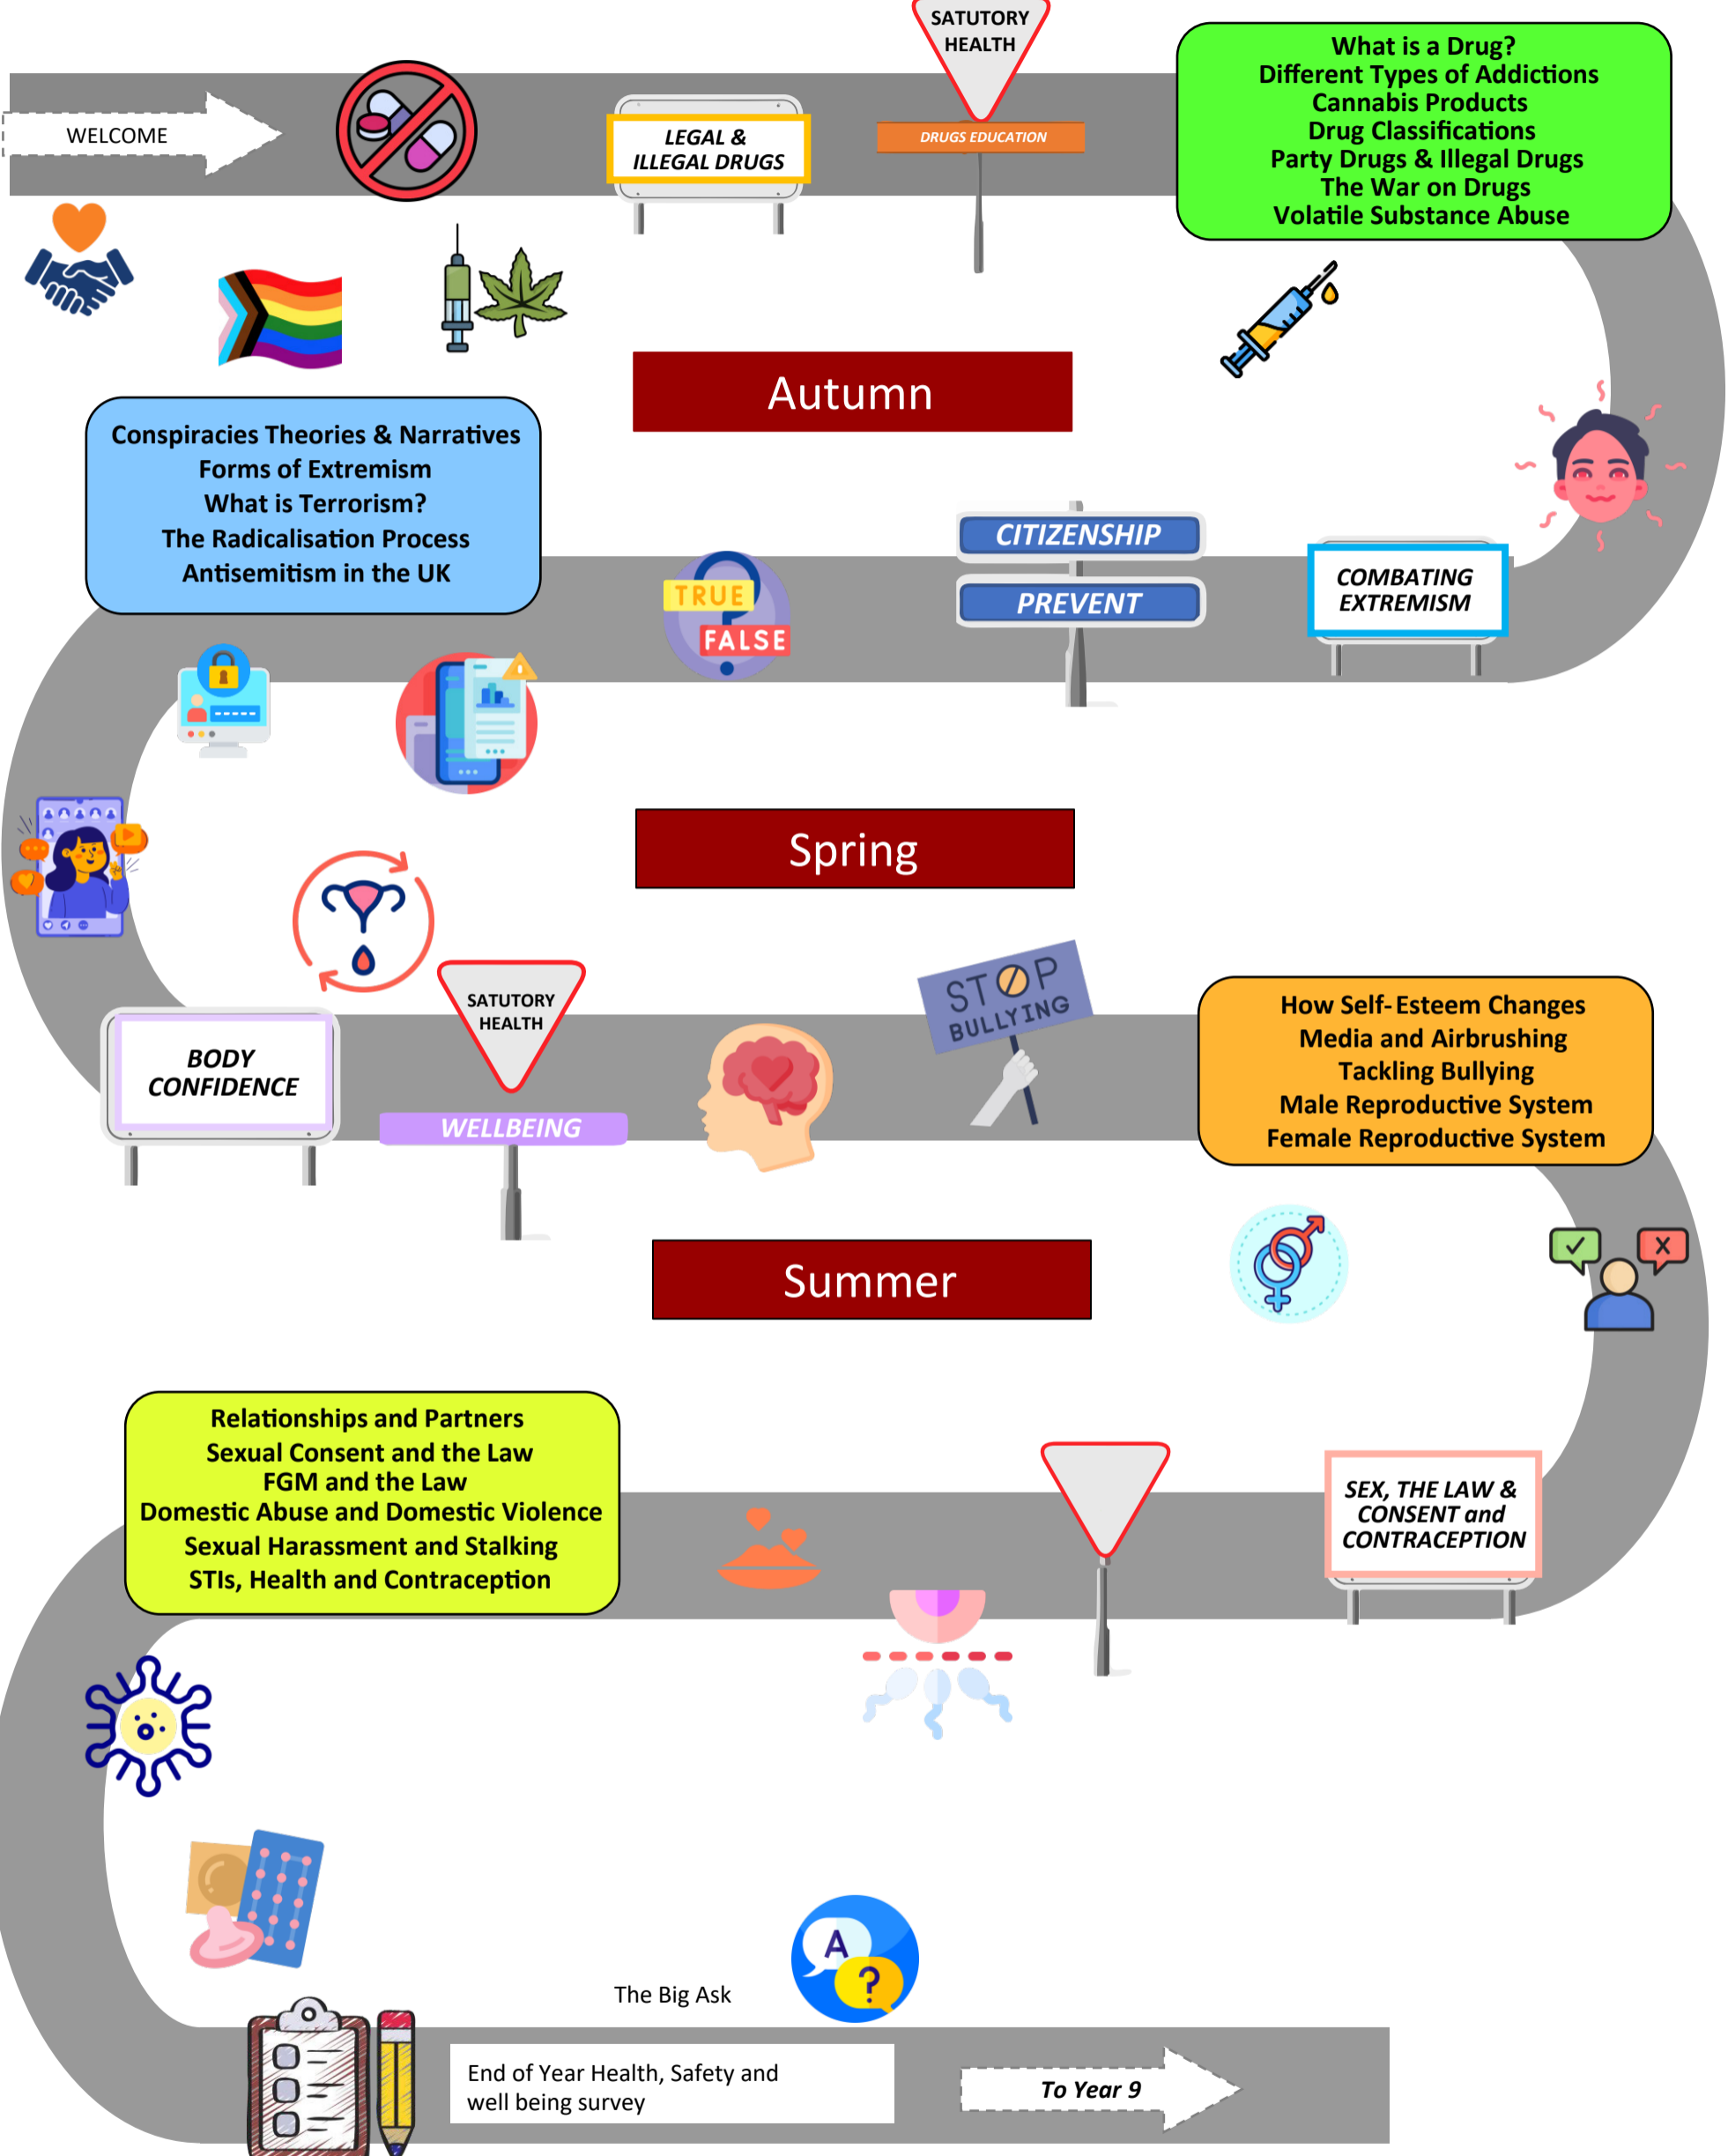 SATUTORY
HEALTH
WELCOME
LEGAL &
ILLEGAL DRUGS
DRUGS EDUCATION
What is a Drug?
Different Types of Addictions
Cannabis Products
Drug Classifications
Party Drugs & Illegal Drugs
The War on Drugs
Volatile Substance Abuse
Autumn
COMBATING
EXTREMISM
CITIZENSHIP
PREVENT
TRUE
FALSE
Conspiracies Theories & Narratives
Forms of Extremism
What is Terrorism?
The Radicalisation Process
Antisemitism in the UK
Spring
BODY
CONFIDENCE
SATUTORY
HEALTH
WELLBEING
STOP
BULLYING
How Self-Esteem Changes
Media and Airbrushing
Tackling Bullying
Male Reproductive System
Female Reproductive System
Summer
SEX, THE LAW &
CONSENT and
CONTRACEPTION
Relationships and Partners
Sexual Consent and the Law
FGM and the Law
Domestic Abuse and Domestic Violence
Sexual Harassment and Stalking
STIs, Health and Contraception
A
?
The Big Ask
End of Year Health, Safety and
well being survey
To Year 9